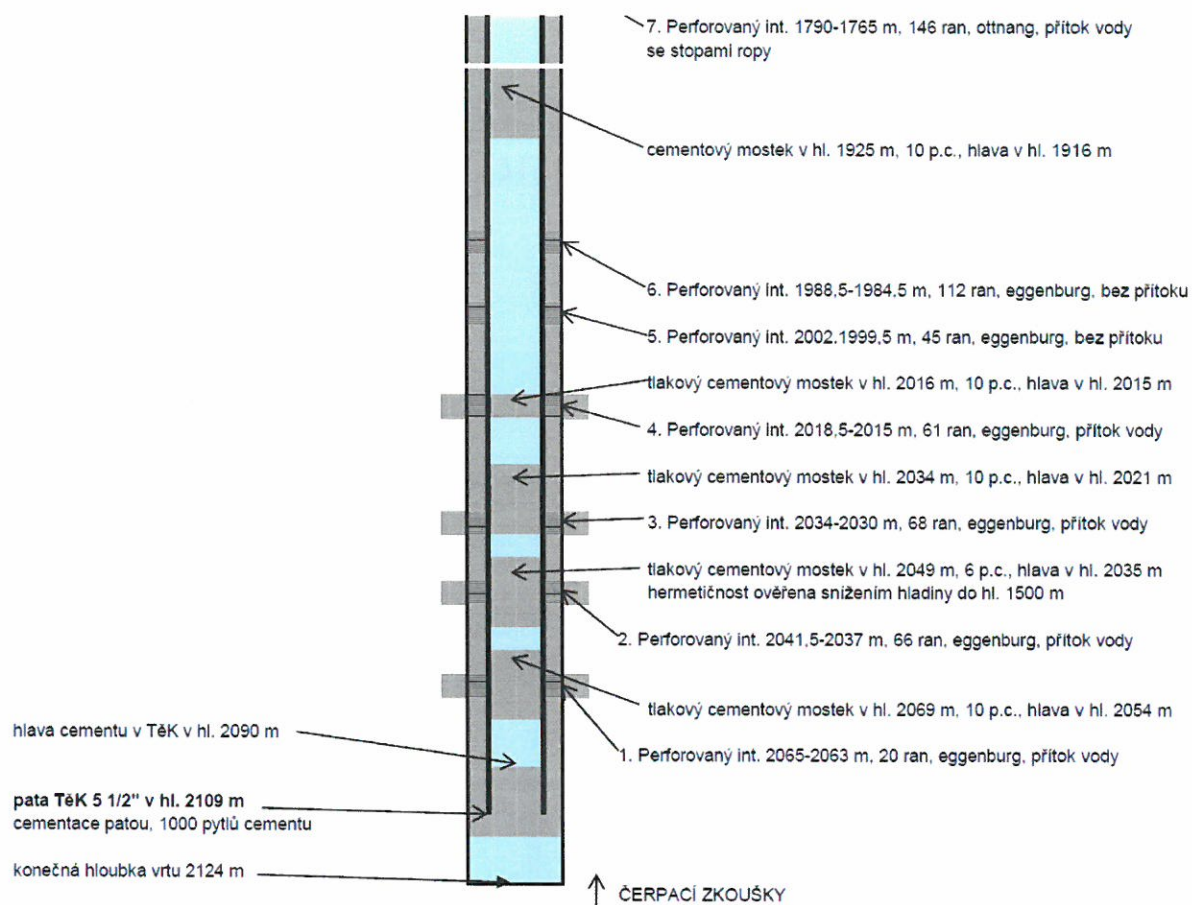 7. Perforovaný int. 1790-1765 m, 146 ran, ottnang, přítok vody
se stopami ropy
cementový mostek v hl. 1925 m, 10 p.c., hlava v hl. 1916 m
6. Perforovaný int. 1988,5-1984,5 m, 112 ran, eggenburg, bez přítoku
5. Perforovaný int. 2002.1999,5 m, 45 ran, eggenburg, bez přítoku
tlakový cementový mostek v hl. 2016 m, 10 p.c., hlava v hl. 2015 m
4. Perforovaný int. 2018,5-2015 m, 61 ran, eggenburg, přítok vody
tlakový cementový mostek v hl. 2034 m, 10 p.c., hlava v hl. 2021 m
3. Perforovaný int. 2034-2030 m, 68 ran, eggenburg, přítok vody
tlakový cementový mostek v hl. 2049 m, 6 p.c., hlava v hl. 2035 m
hermetičnost ověřena snížením hladiny do hl. 1500 m
2. Perforovaný int. 2041,5-2037 m, 66 ran, eggenburg, přítok vody
tlakový cementový mostek v hl. 2069 m, 10 p.c., hlava v hl. 2054 m
hlava cementu v TěK v hl. 2090 m
1. Perforovaný int. 2065-2063 m, 20 ran, eggenburg, přítok vody
pata TěK 5 1/2" v hl. 2109 m
cementace patou, 1000 pytlů cementu
konečná hloubka vrtu 2124 m
ČERPACÍ ZKOUŠKY